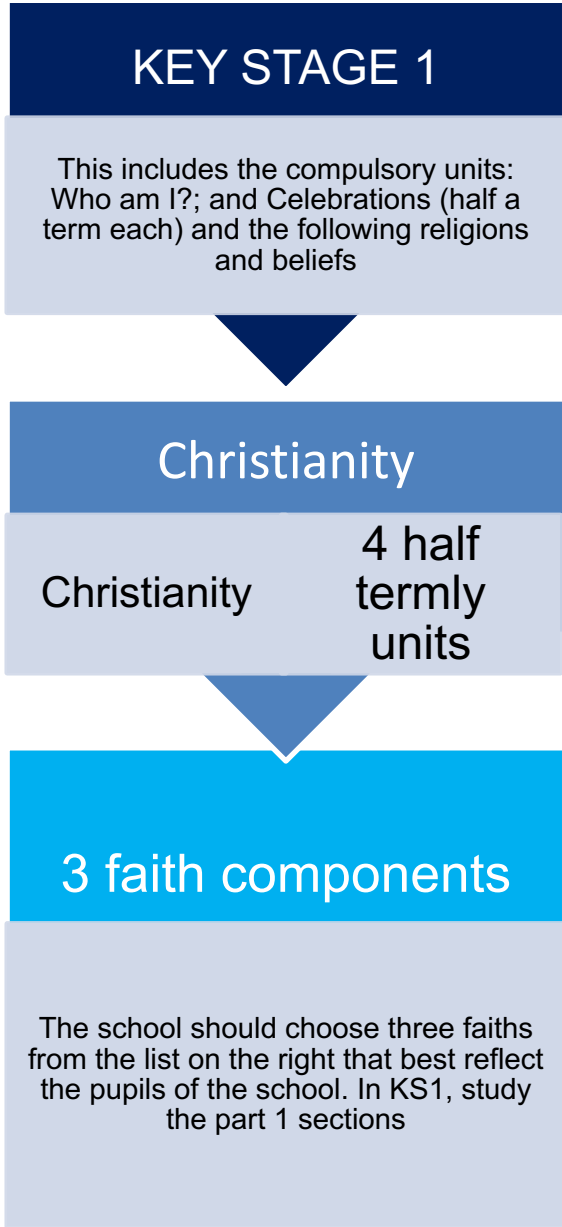 KEY STAGE 1
This includes the compulsory units:
Who am I?; and Celebrations (half a
term each) and the following religions
and beliefs
Christianity
Christianity
4 half
termly
units
3 faith components
The school should choose three faiths
from the list on the right that best reflect
the pupils of the school. In KS1, study
the part 1 sections